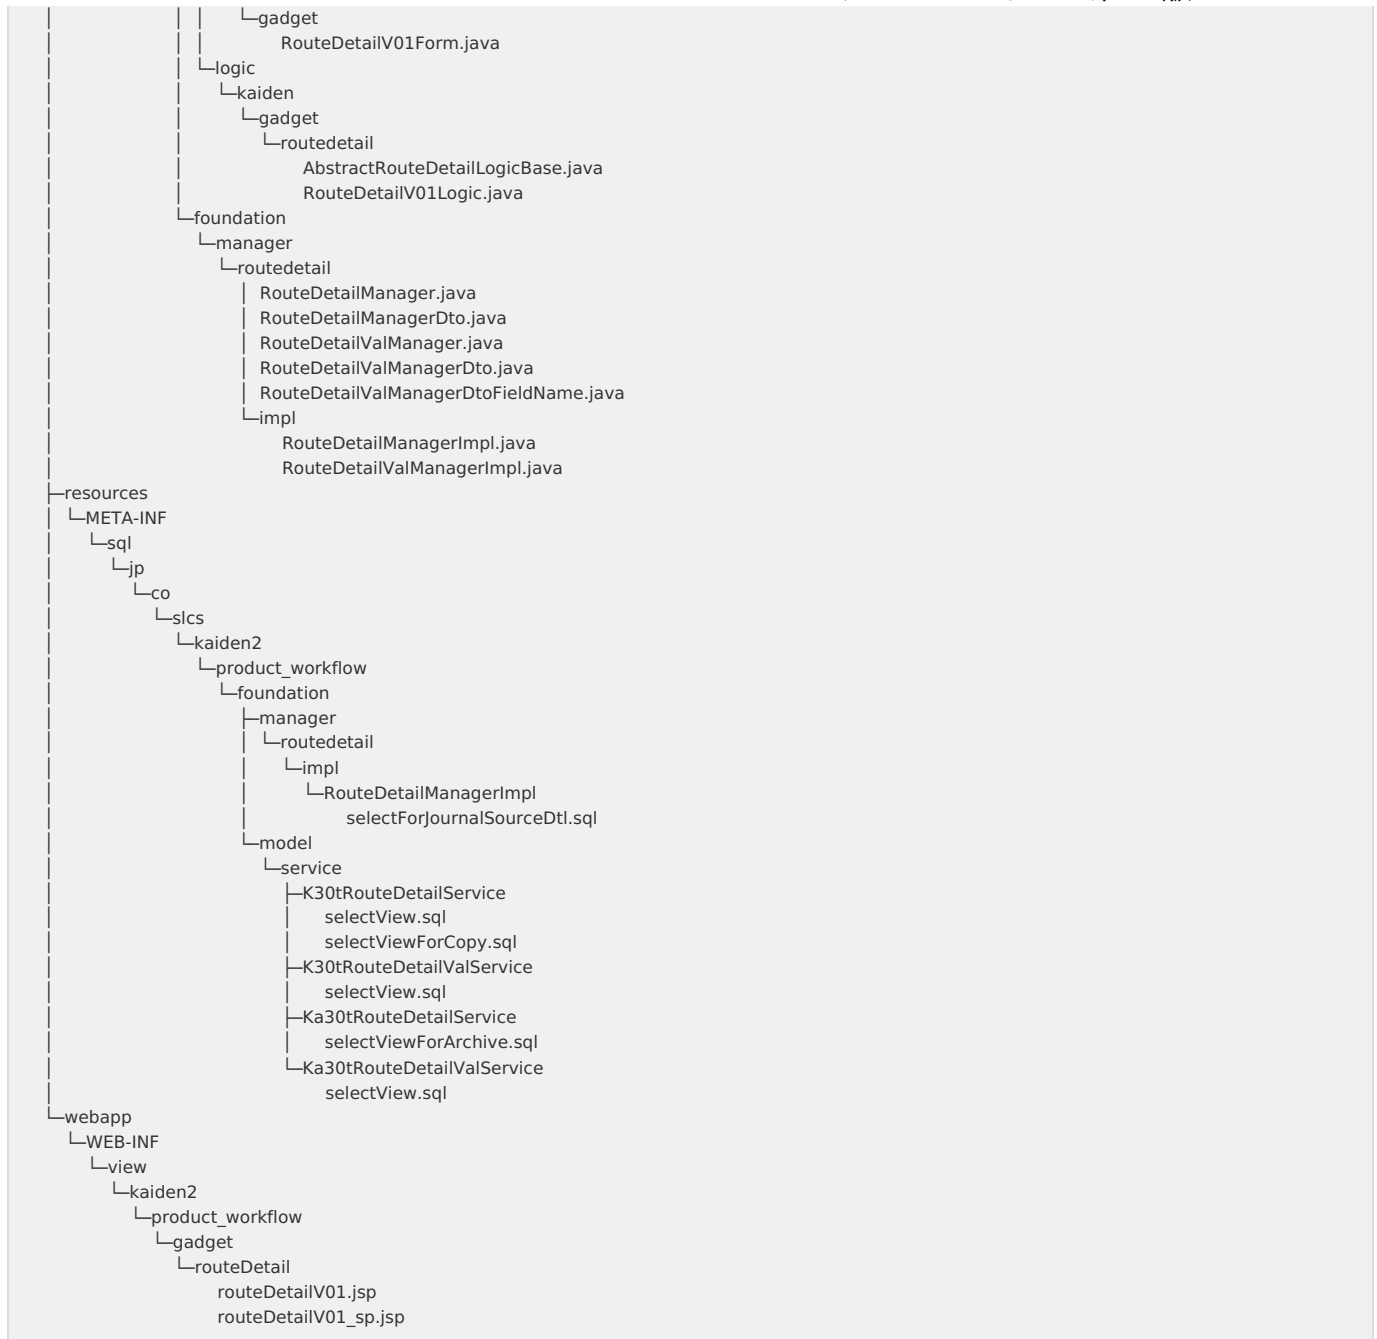 └─gadget
RouteDetailV01Form.java
└─logic
└─kaiden
└─gadget
└─routedetail
AbstractRouteDetailLogicBase.java
RouteDetailV01Logic.java
└─foundation
└─manager
└─routedetail
│ RouteDetailManager.java
│ RouteDetailManagerDto.java
│ RouteDetailValManager.java
│ RouteDetailValManagerDto.java
│ RouteDetailValManagerDtoFieldName.java
└─impl
RouteDetailManagerImpl.java
RouteDetailValManagerImpl.java
├─resources
│ └─META-INF
│ └─sql
│ └─jp
│ └─co
│ └─slcs
│ └─kaiden2
│ └─product_workflow
│ └─foundation
│ ├─manager
│ │ └─routedetail
│ │ └─impl
│ │ └─RouteDetailManagerImpl
│ │ selectForJournalSourceDtl.sql
│ └─model
│ └─service
│ ├─K30tRouteDetailService
│ │ selectView.sql
│ │ selectViewForCopy.sql
│ ├─K30tRouteDetailValService
│ │ selectView.sql
│ ├─Ka30tRouteDetailService
│ │ selectViewForArchive.sql
│ └─Ka30tRouteDetailValService
│ selectView.sql
└─webapp
└─WEB-INF
└─view
└─kaiden2
└─product_workflow
└─gadget
└─routeDetail
routeDetailV01.jsp
routeDetailV01_sp.jsp